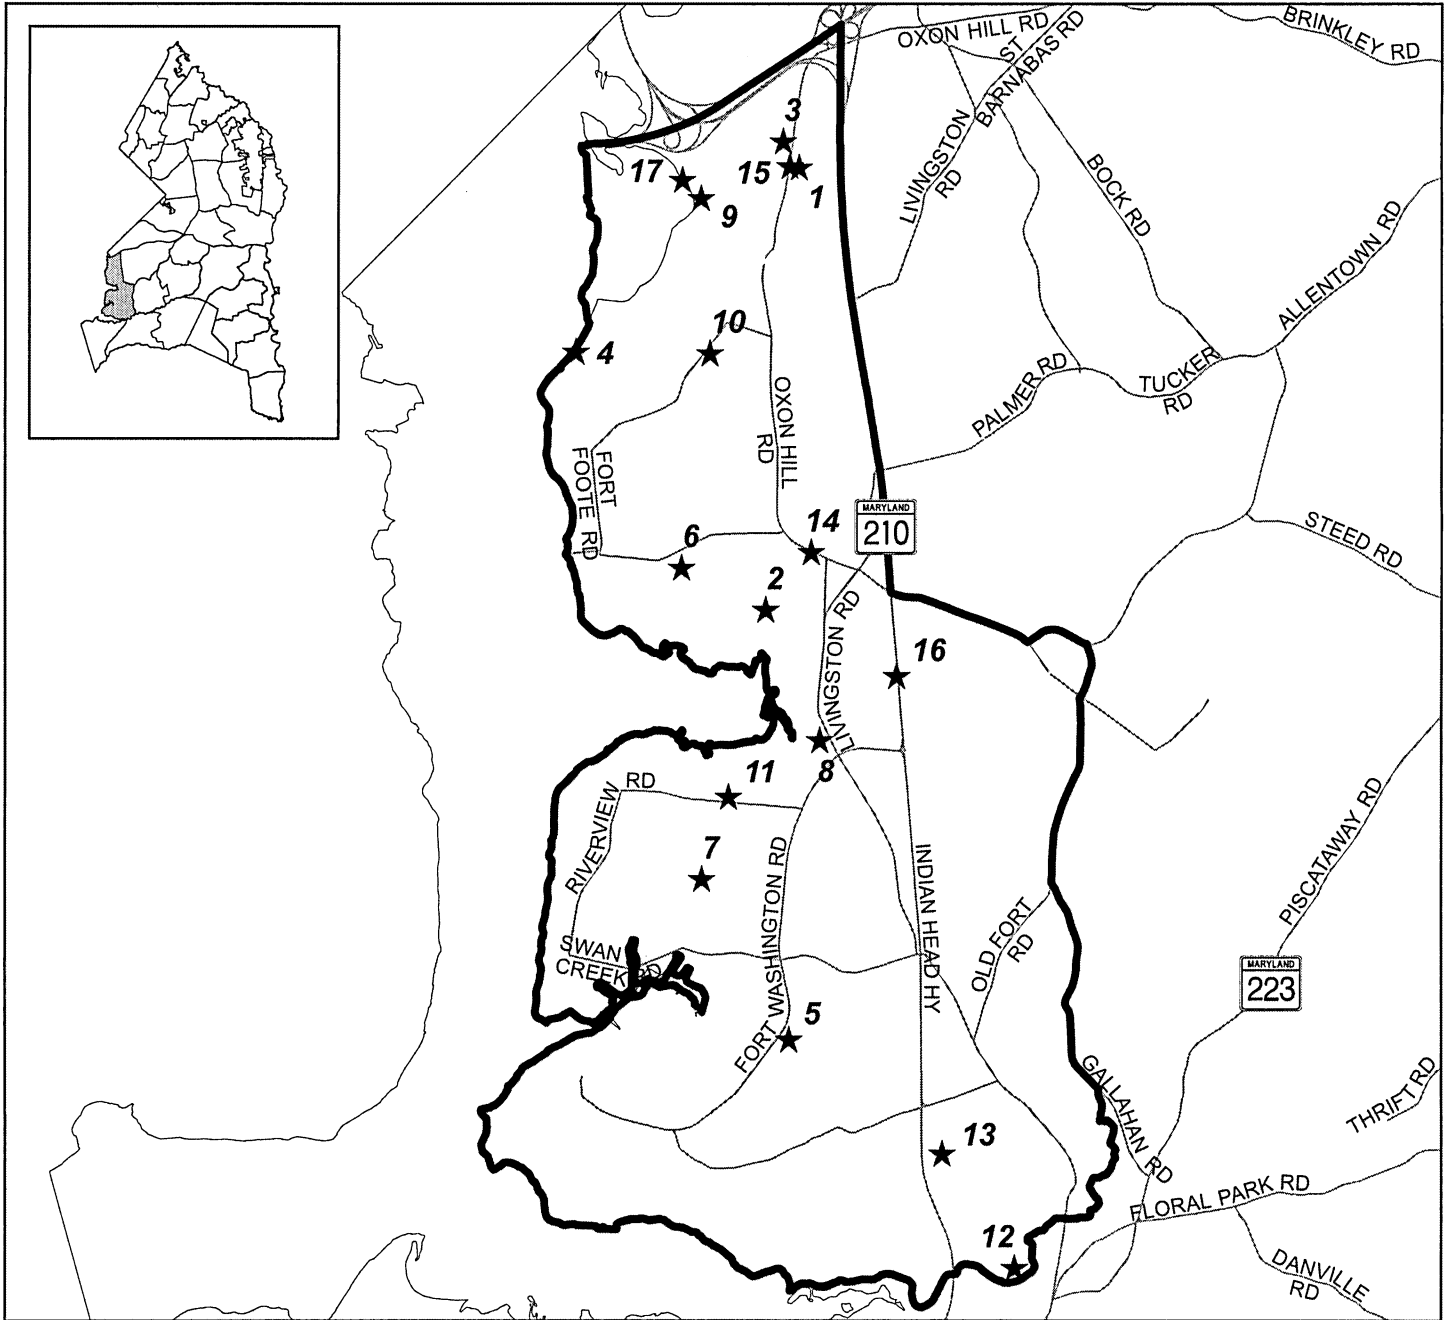 OXON HILL RD
ST
BARNABAS RD
BRINKLEY RD
LIVINGSTON
RD
BOCK RD
ALLENTOWN RD
3
17
15
1
9
10
4
PALMER RD
TUCKER
RD
OXON HILL
RD
FORT
FOOTE RD
MARYLAND
210
14
6
2
STEED RD
LIVINGSTON RD
16
8
11
RIVERVIEW
RD
7
FORT WASHINGTON RD
INDIAN HEAD HY
OLD FORT
RD
PISCATAWAY RD
SWAN
CREEK RD
MARYLAND
223
5
GALLAHAN RD
THRIFT RD
13
FLORAL PARK RD
12
DANVILLE
RD